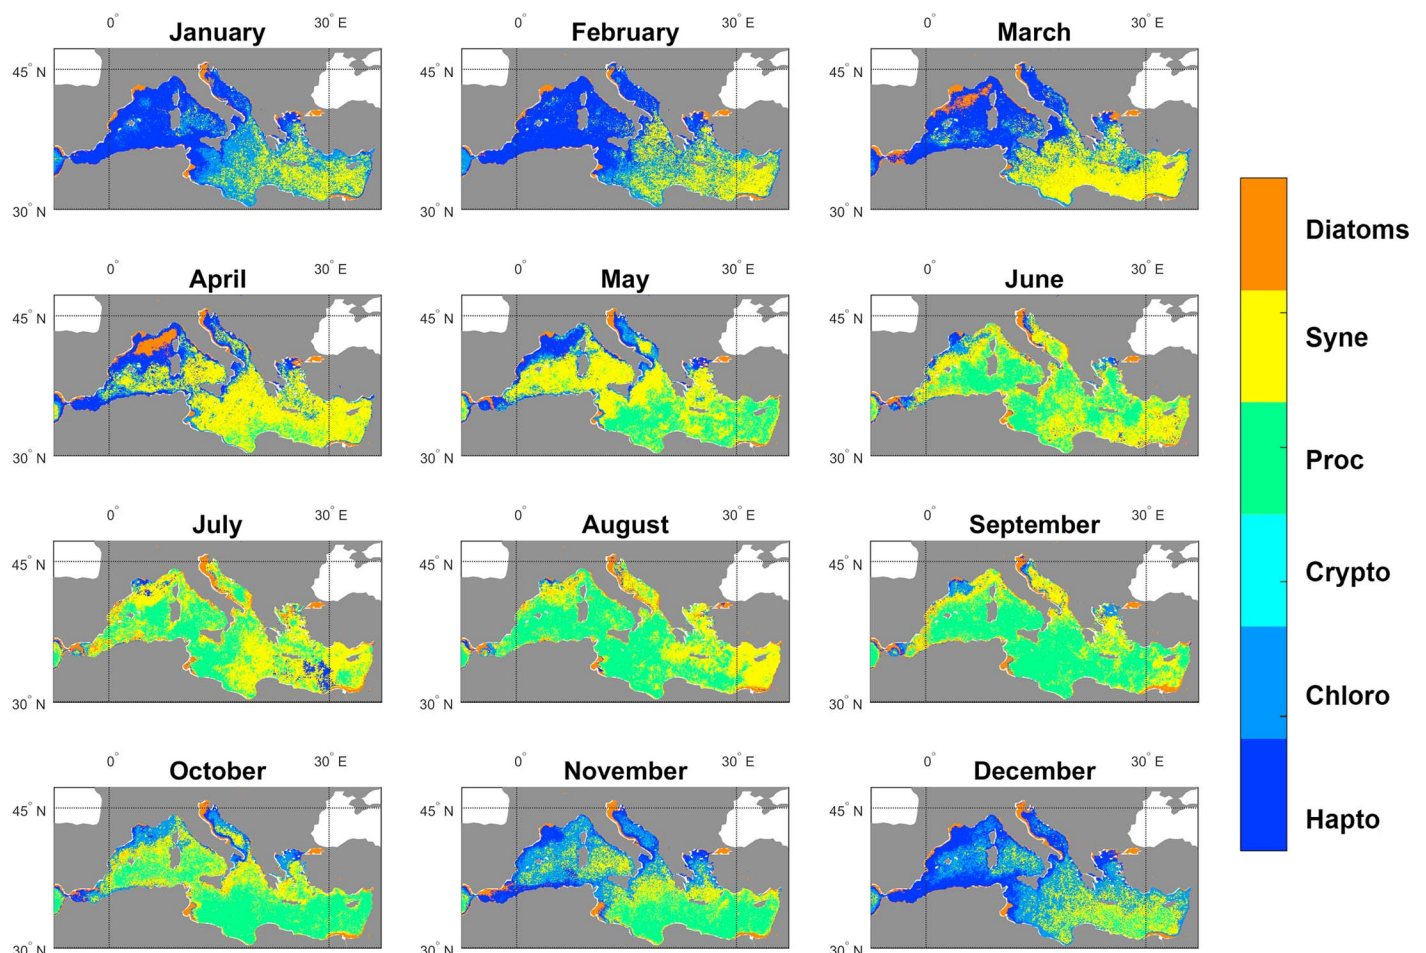 0° 30° E 0° 30° E 0° 30° E
January February March
45° N 45° N 45° N
30° N 30° N 30° N
0° 30° E 0° 30° E 0° 30° E
April May June
45° N 45° N 45° N
30° N 30° N 30° N
0° 30° E 0° 30° E 0° 30° E
July August September
45° N 45° N 45° N
30° N 30° N 30° N
0° 30° E 0° 30° E 0° 30° E
October November December
45° N 45° N 45° N
30° N 30° N 30° N
Diatoms
Syne
Proc
Crypto
Chloro
Hapto